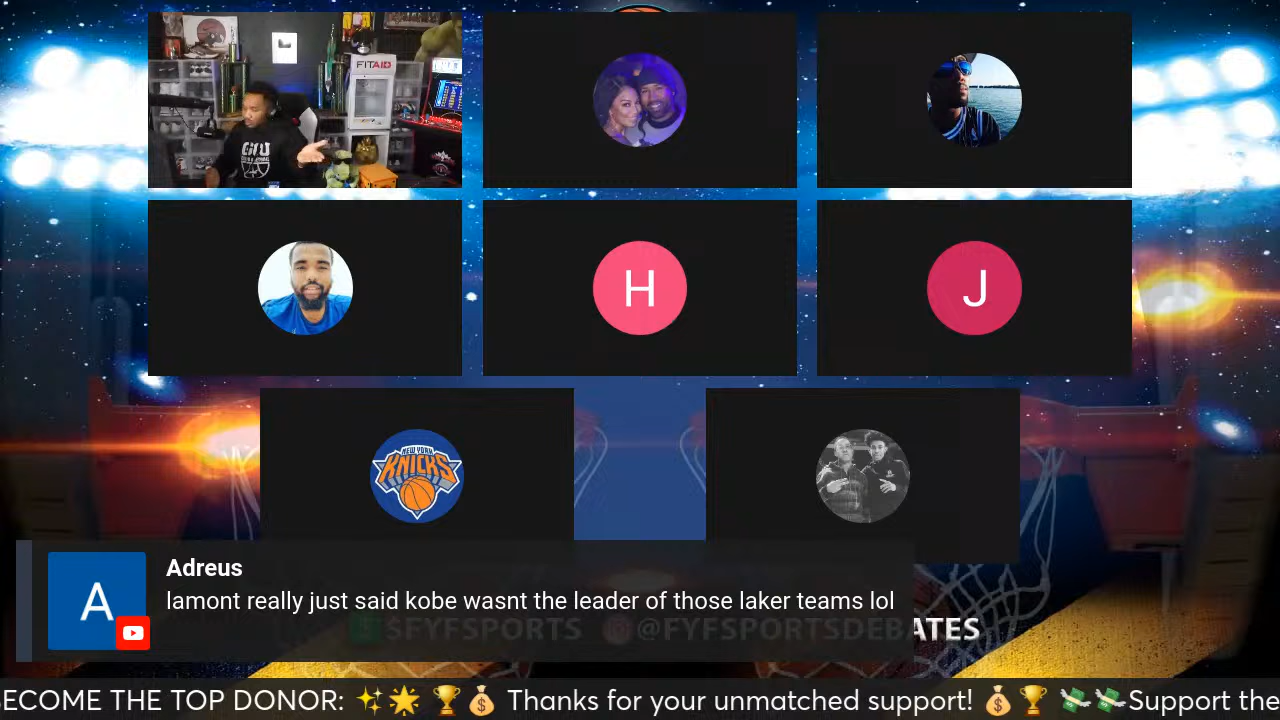 FITAID
H
J
NEW YORK
KNICKS
A
Adreus
lamont really just said kobe wasnt the leader of those laker teams lol
$FYFSPORTS @FYFSPORTSDEBATES
ECOME THE TOP DONOR: ✨🌟 🏆💰 Thanks for your unmatched support! 💰🏆 💸💸Support the